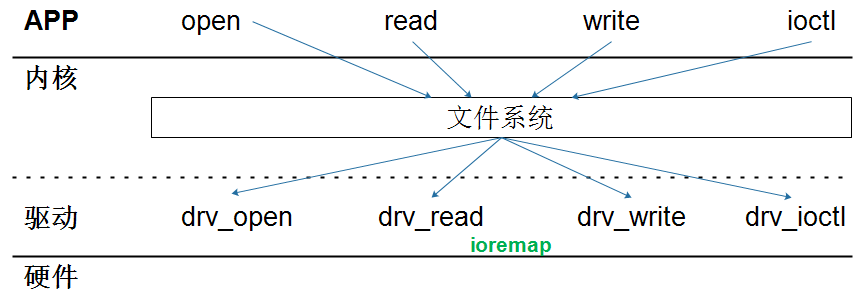 APP open read write ioctl
内核
文件系统
驱动 drv_open drv_read drv_write drv_ioctl
ioremap
硬件